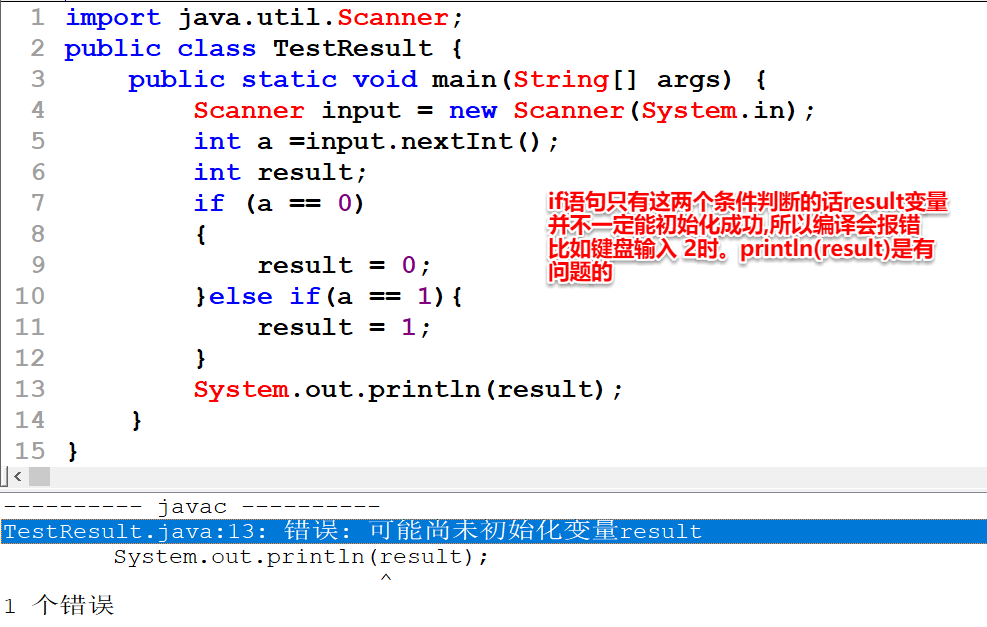 1 import java.util.Scanner;
2 public class TestResult {
3     public static void main(String[] args) {
4         Scanner input = new Scanner(System.in);
5         int a =input.nextInt();
6         int result;
7         if (a == 0)
8         {
9             result = 0;
10         }else if(a == 1){
11             result = 1;
12         }
13         System.out.println(result);
14     }
15 }
if语句只有这两个条件判断的话result变量
并不一定能初始化成功,所以编译会报错
比如键盘输入 2时。println(result)是有
问题的
---------- javac ----------
TestResult.java:13: 错误: 可能尚未初始化变量result
        System.out.println(result);
                           ^
1 个错误